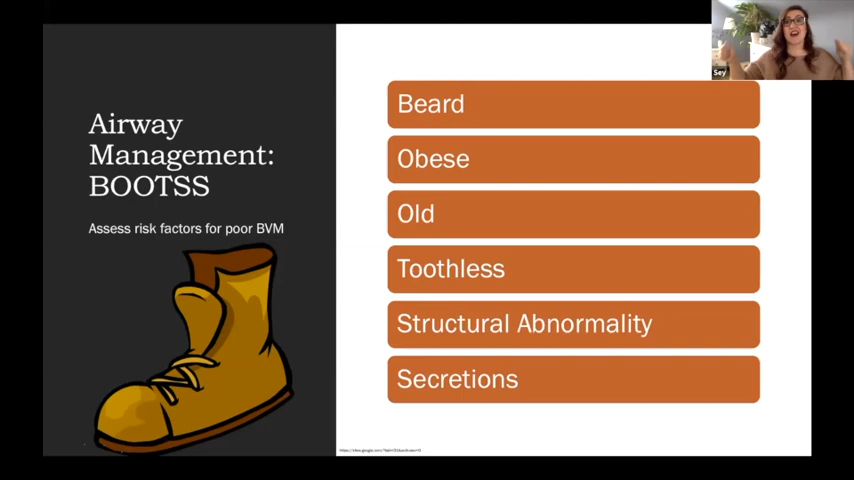 Airway
Management:
BOOTSS
Assess risk factors for poor BVM
Beard
Obese
Old
Toothless
Structural Abnormality
Secretions
Sey